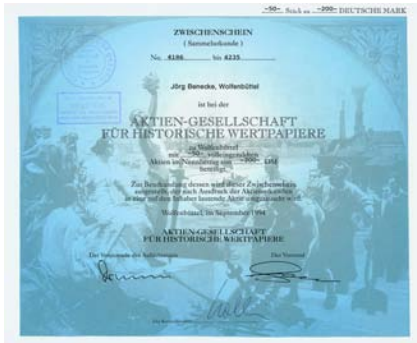 -50- Stück zu -200- DEUTSCHE MARK
ZWISCHENSCHEIN
( Sammelurkunde )
No. 4186 bis 4235
Jörg Benecke, Wolfenbüttel
ist bei der
AKTIEN-GESELLSCHAFT
FÜR HISTORISCHE WERTPAPIERE
zu Wolfenbüttel
mit -50- volleingezahlten
Aktien im Nennbetrag von -200- DM
beteiligt.
Zur Beurkundung dessen wird dieser Zwischenschein
ausgestellt, der nach Ausdruck der Aktienurkunden
in eine auf den Inhaber lautende Aktie umgetauscht wird.
Wolfenbüttel, im September 1994
AKTIEN-GESELLSCHAFT
FÜR HISTORISCHE WERTPAPIERE
Der Vorsitzende des Aufsichtsrates Der Vorstand